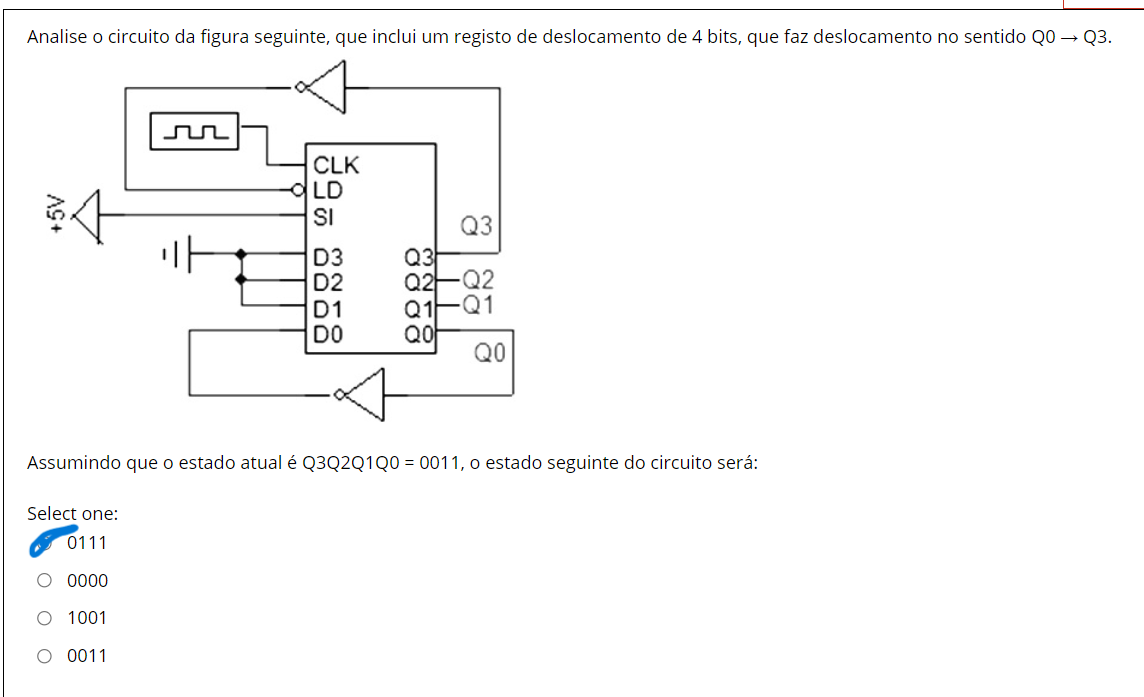 Analise o circuito da figura seguinte, que inclui um registo de deslocamento de 4 bits, que faz deslocamento no sentido Q0 → Q3.
CLK
LD
+5V
SI
Q3
D3 Q3
D2 Q2 Q2
D1 Q1 Q1
D0 Q0
Q0
Assumindo que o estado atual é Q3Q2Q1Q0 = 0011, o estado seguinte do circuito será:
Select one:
0111
0000
1001
0011